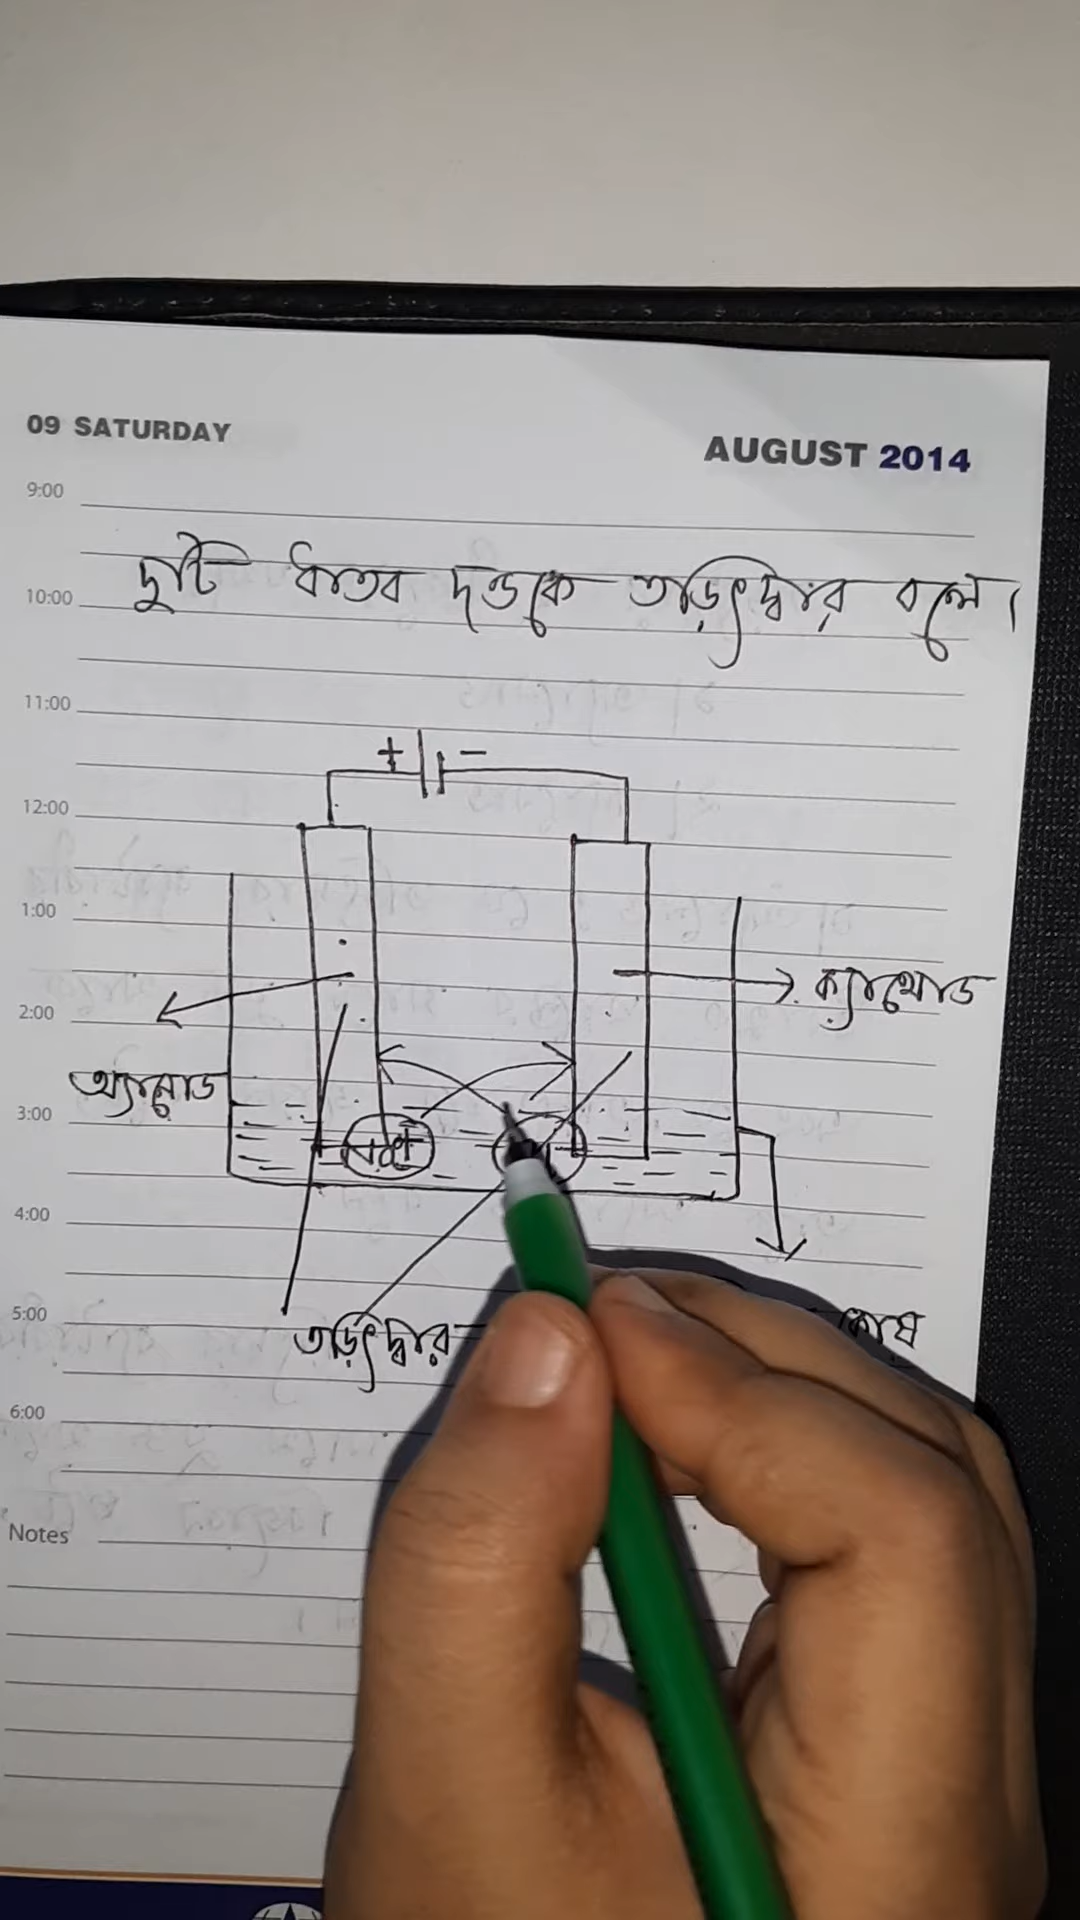 09 SATURDAY
AUGUST 2014
9:00
দুটি ধাতব দন্ডকে তড়িৎদ্বার বলে।
10:00
11:00
+ -
12:00
1:00
ক্যাথোড
2:00
অ্যানোড
3:00
4:00
5:00
তড়িৎদ্বার
কোষ
6:00
Notes